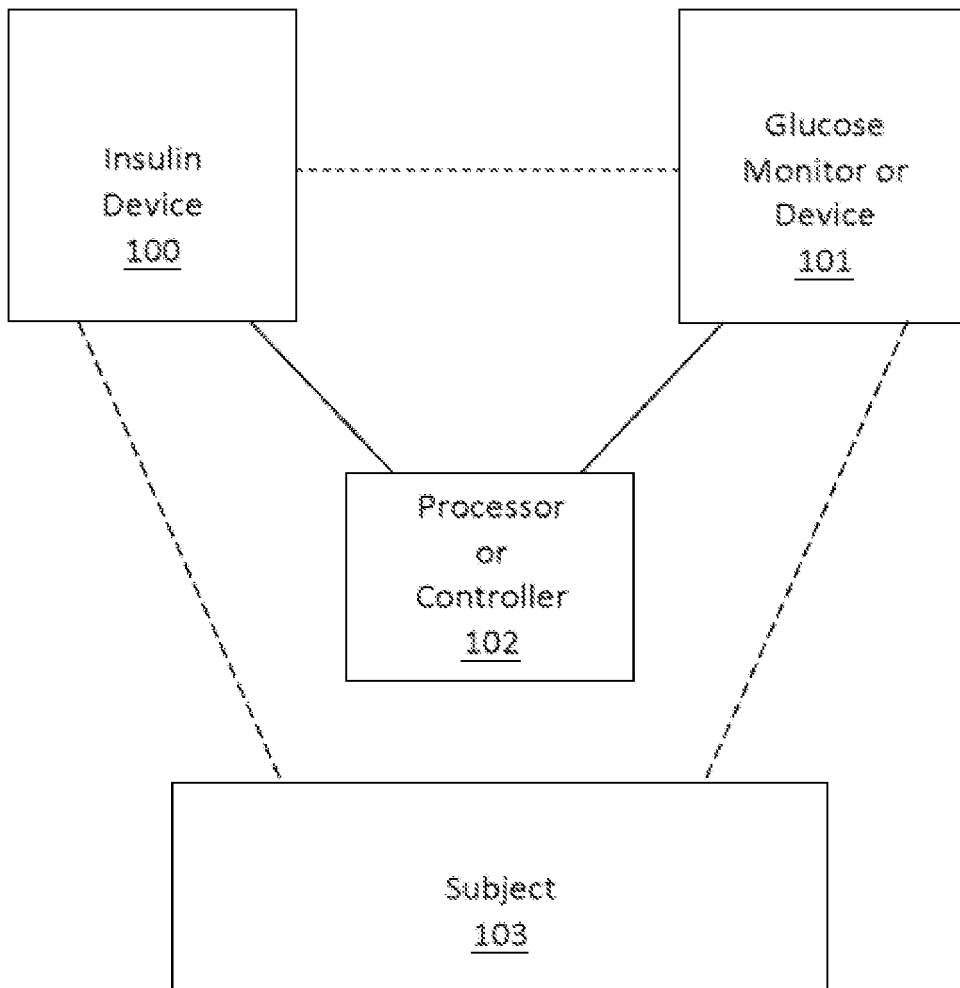 Insulin
Device
100
Glucose
Monitor or
Device
101
Processor
or
Controller
102
Subject
103